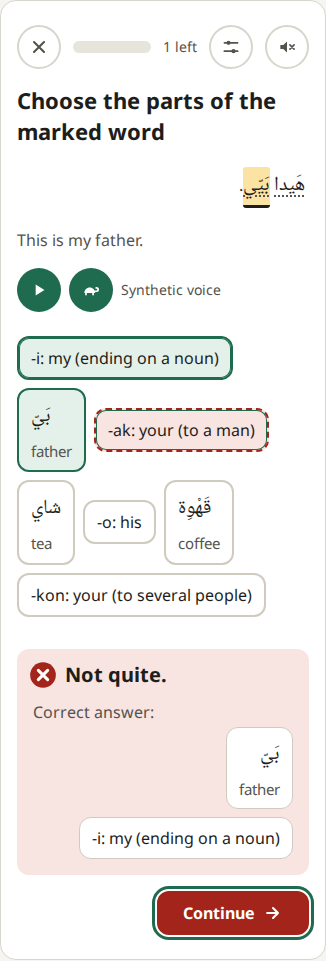 1 left
Choose the parts of the
marked word
هَيدا بَيّي.
This is my father.
Synthetic voice
-i: my (ending on a noun)
بَيّ
father
-ak: your (to a man)
شاي
tea
-o: his
قَهْوِة
coffee
-kon: your (to several people)
Not quite.
Correct answer:
بَيّ
father
-i: my (ending on a noun)
Continue